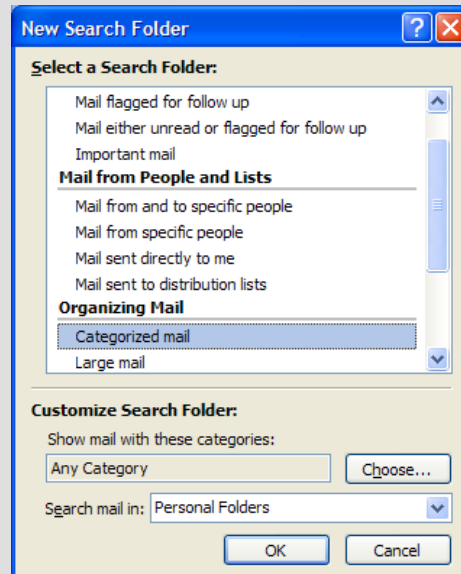 New Search Folder
Select a Search Folder:
Mail flagged for follow up
Mail either unread or flagged for follow up
Important mail
Mail from People and Lists
Mail from and to specific people
Mail from specific people
Mail sent directly to me
Mail sent to distribution lists
Organizing Mail
Categorized mail
Large mail
Customize Search Folder:
Show mail with these categories:
Any Category Choose...
Search mail in: Personal Folders
OK Cancel